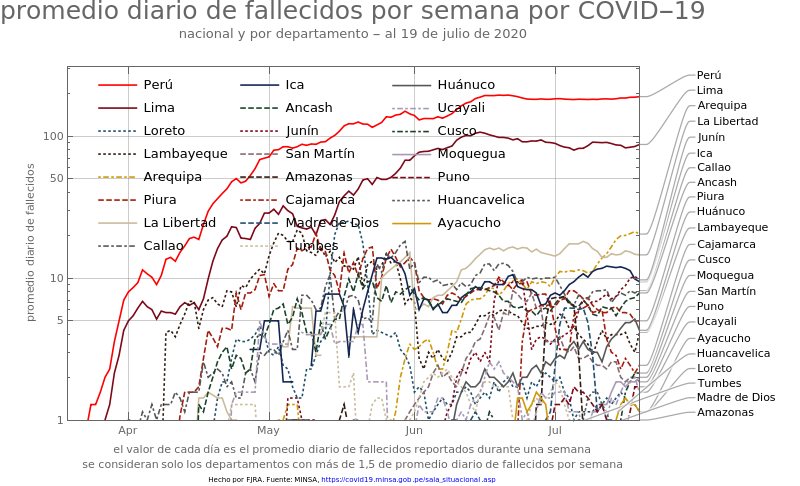 promedio diario de fallecidos por semana por COVID−19
nacional y por departamento − al 19 de julio de 2020
promedio diario de fallecidos
100
50
10
5
1
Apr
May
Jun
Jul
Perú
Lima
Loreto
Lambayeque
Arequipa
Piura
La Libertad
Callao
Ica
Ancash
Junín
San Martín
Amazonas
Cajamarca
Madre de Dios
Tumbes
Huánuco
Ucayali
Cusco
Moquegua
Puno
Huancavelica
Ayacucho
Perú
Lima
Arequipa
La Libertad
Junín
Ica
Callao
Ancash
Piura
Huánuco
Lambayeque
Cajamarca
Cusco
Moquegua
San Martín
Puno
Ucayali
Ayacucho
Huancavelica
Loreto
Tumbes
Madre de Dios
Amazonas
el valor de cada día es el promedio diario de fallecidos reportados durante una semana
se consideran solo los departamentos con más de 1,5 de promedio diario de fallecidos por semana
Hecho por FJRA. Fuente: MINSA, https://covid19.minsa.gob.pe/sala_situacional.asp